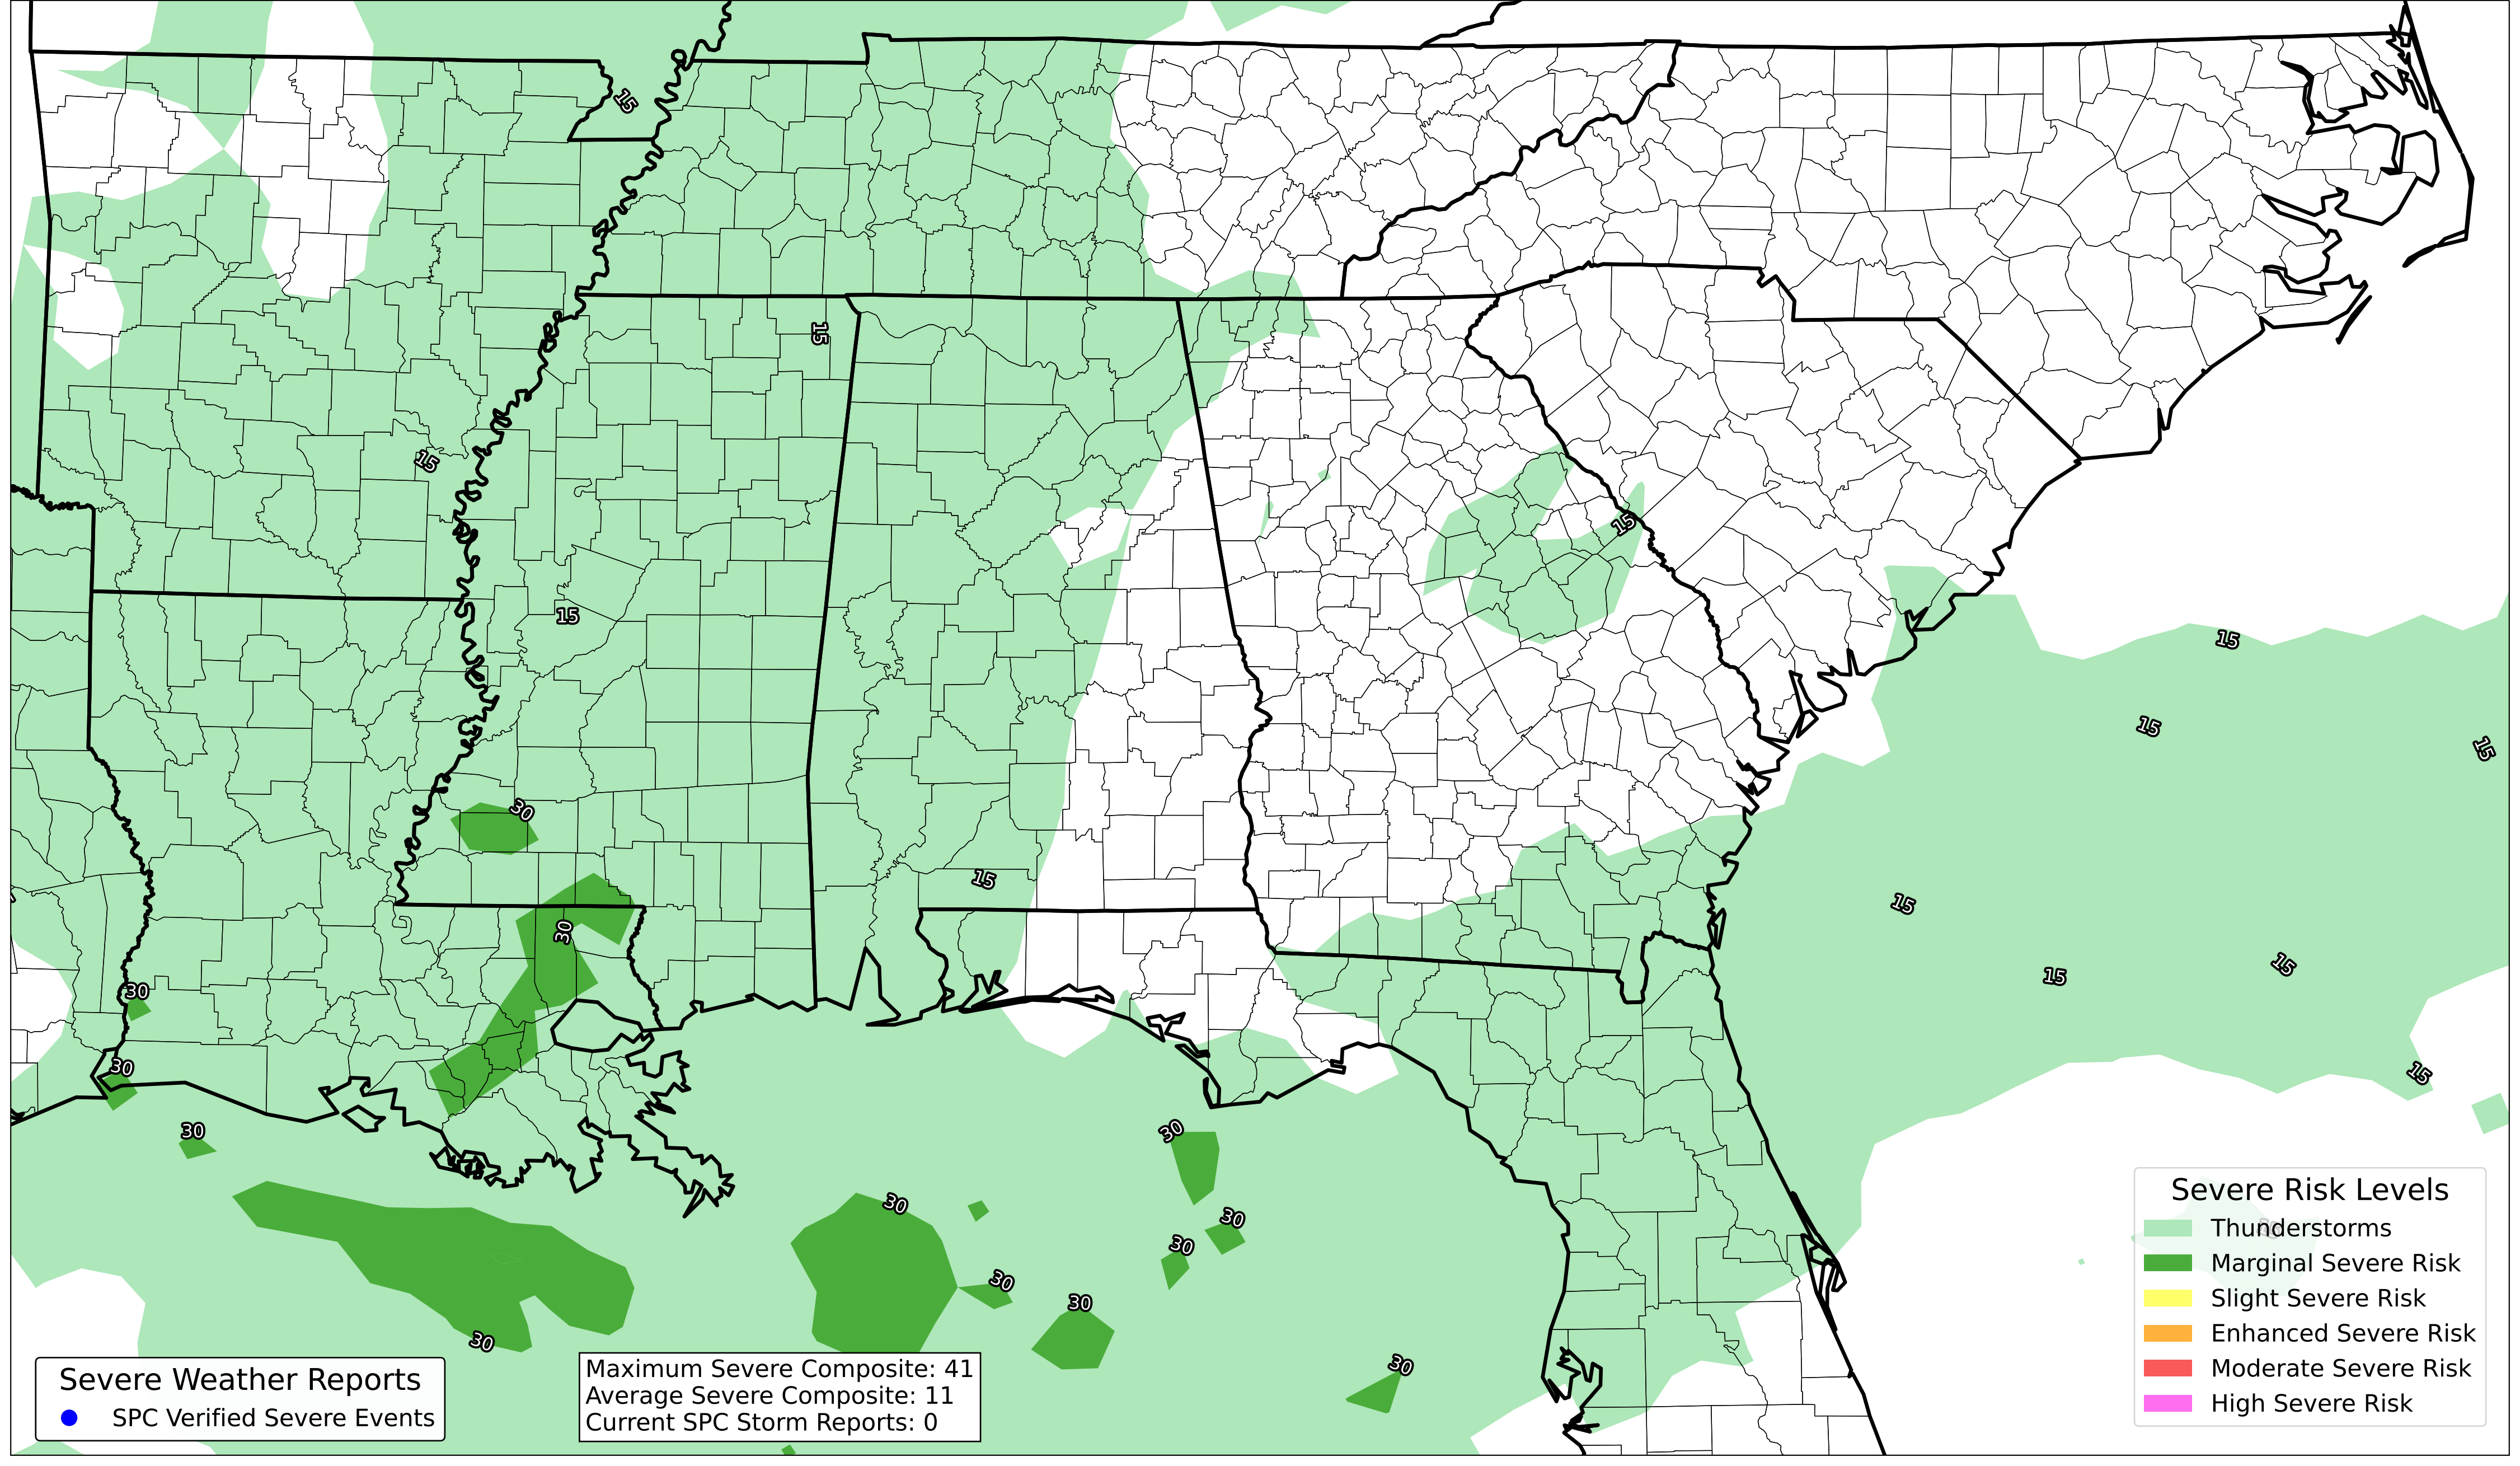 15
15
15
15
15
15
15
15
15
15
15
15
15
30
30
30
30
30
30
30
30
30
30
30
30
30
30
Severe Weather Reports
SPC Verified Severe Events
Maximum Severe Composite: 41
Average Severe Composite: 11
Current SPC Storm Reports: 0
Severe Risk Levels
Thunderstorms
Marginal Severe Risk
Slight Severe Risk
Enhanced Severe Risk
Moderate Severe Risk
High Severe Risk